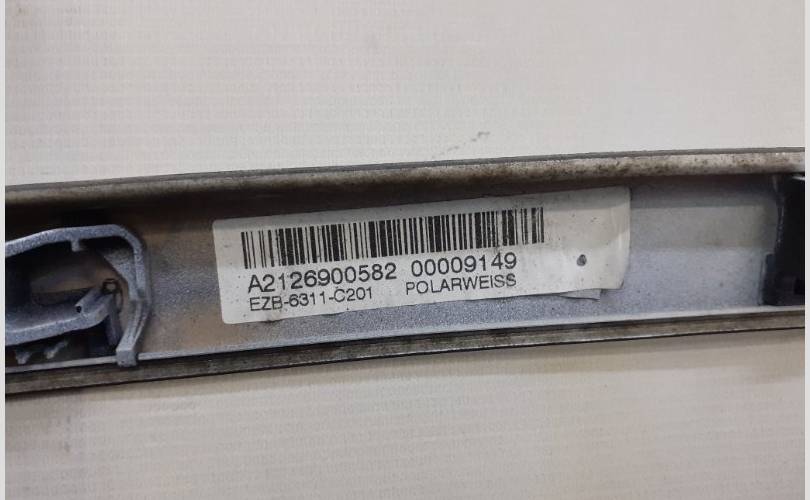 A2126900582 00009149
EZB-6311-C201 POLARWEISS